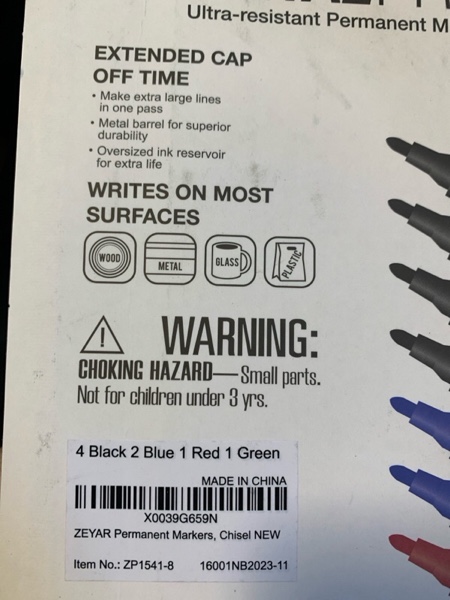 Ultra-resistant Permanent
EXTENDED CAP
OFF TIME
• Make extra large lines
in one pass
• Metal barrel for superior
durability
• Oversized ink reservoir
for extra life
WRITES ON MOST
SURFACES
WOOD
METAL
GLASS
PLASTIC
WARNING:
CHOKING HAZARD—Small parts.
Not for children under 3 yrs.
4 Black 2 Blue 1 Red 1 Green
MADE IN CHINA
X0039G659N
ZEYAR Permanent Markers, Chisel NEW
Item No.: ZP1541-8 16001NB2023-11